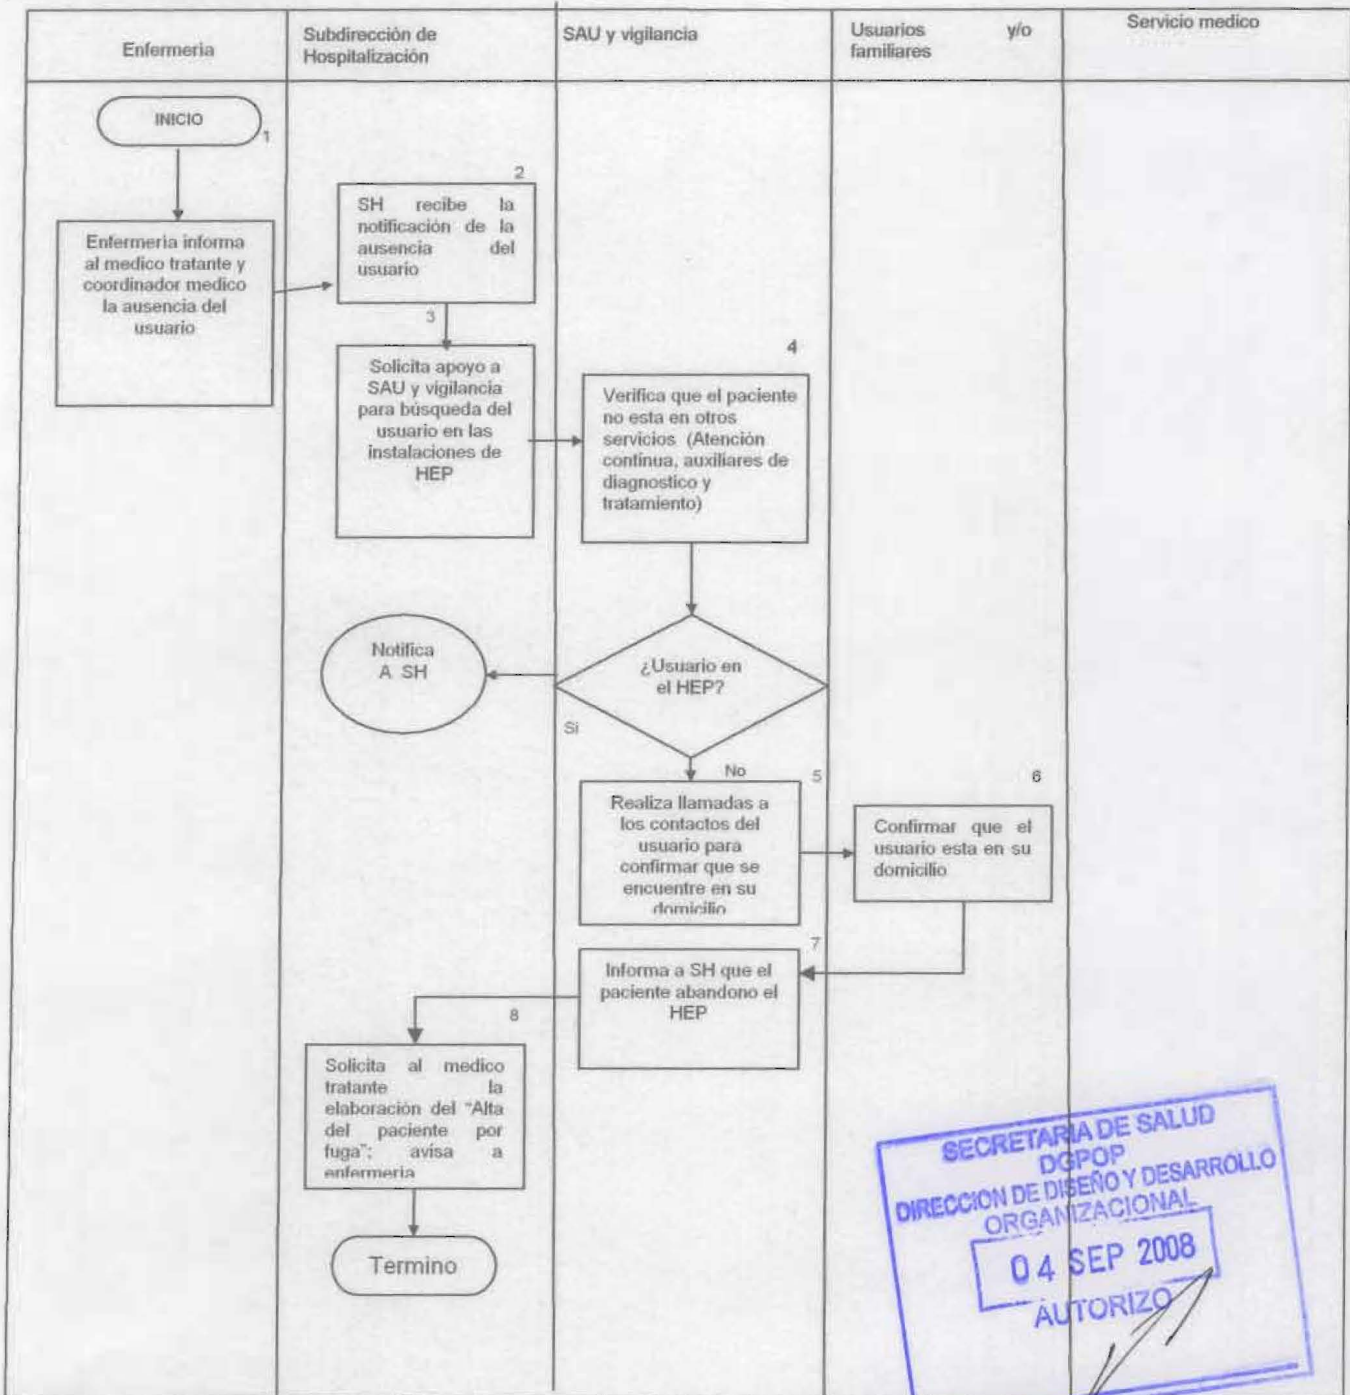 Enfermeria
Subdirección de
Hospitalización
SAU y vigilancia
Usuarios y/o
familiares
Servicio medico
INICIO
1
Enfermeria informa
al medico tratante y
coordinador medico
la ausencia del
usuario
2
SH recibe la
notificación de la
ausencia del
usuario
3
Solicita apoyo a
SAU y vigilancia
para búsqueda del
usuario en las
instalaciones de
HEP
4
Verifica que el paciente
no esta en otros
servicios (Atención
continua, auxiliares de
diagnostico y
tratamiento)
¿Usuario en
el HEP?
Si
Notifica
A SH
No
5
Realiza llamadas a
los contactos del
usuario para
confirmar que se
encuentre en su
domicilio
6
Confirmar que el
usuario esta en su
domicilio
7
Informa a SH que el
paciente abandono el
HEP
8
Solicita al medico
tratante la
elaboración del "Alta
del paciente por
fuga"; avisa a
enfermeria
Termino
SECRETARIA DE SALUD
DGPOP
DIRECCION DE DISEÑO Y DESARROLLO
ORGANIZACIONAL
04 SEP 2008
AUTORIZO